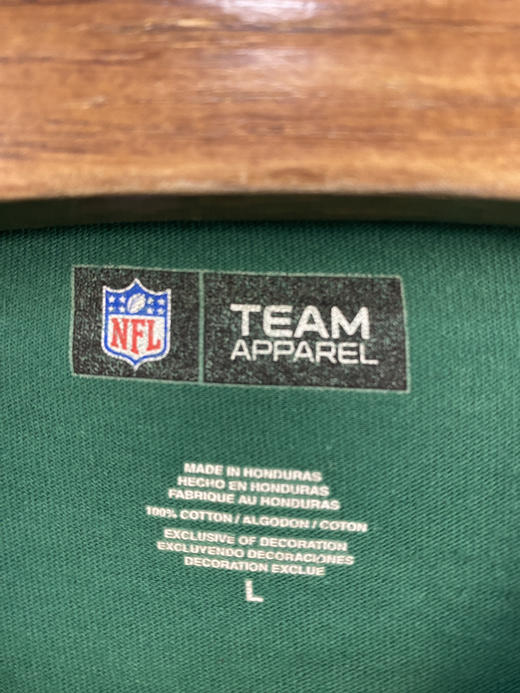 NFL
TEAM
APPAREL
MADE IN HONDURAS
HECHO EN HONDURAS
FABRIQUE AU HONDURAS
100% COTTON / ALGODON / COTON
EXCLUSIVE OF DECORATION
EXCLUYENDO DECORACIONES
DECORATION EXCLUE
L